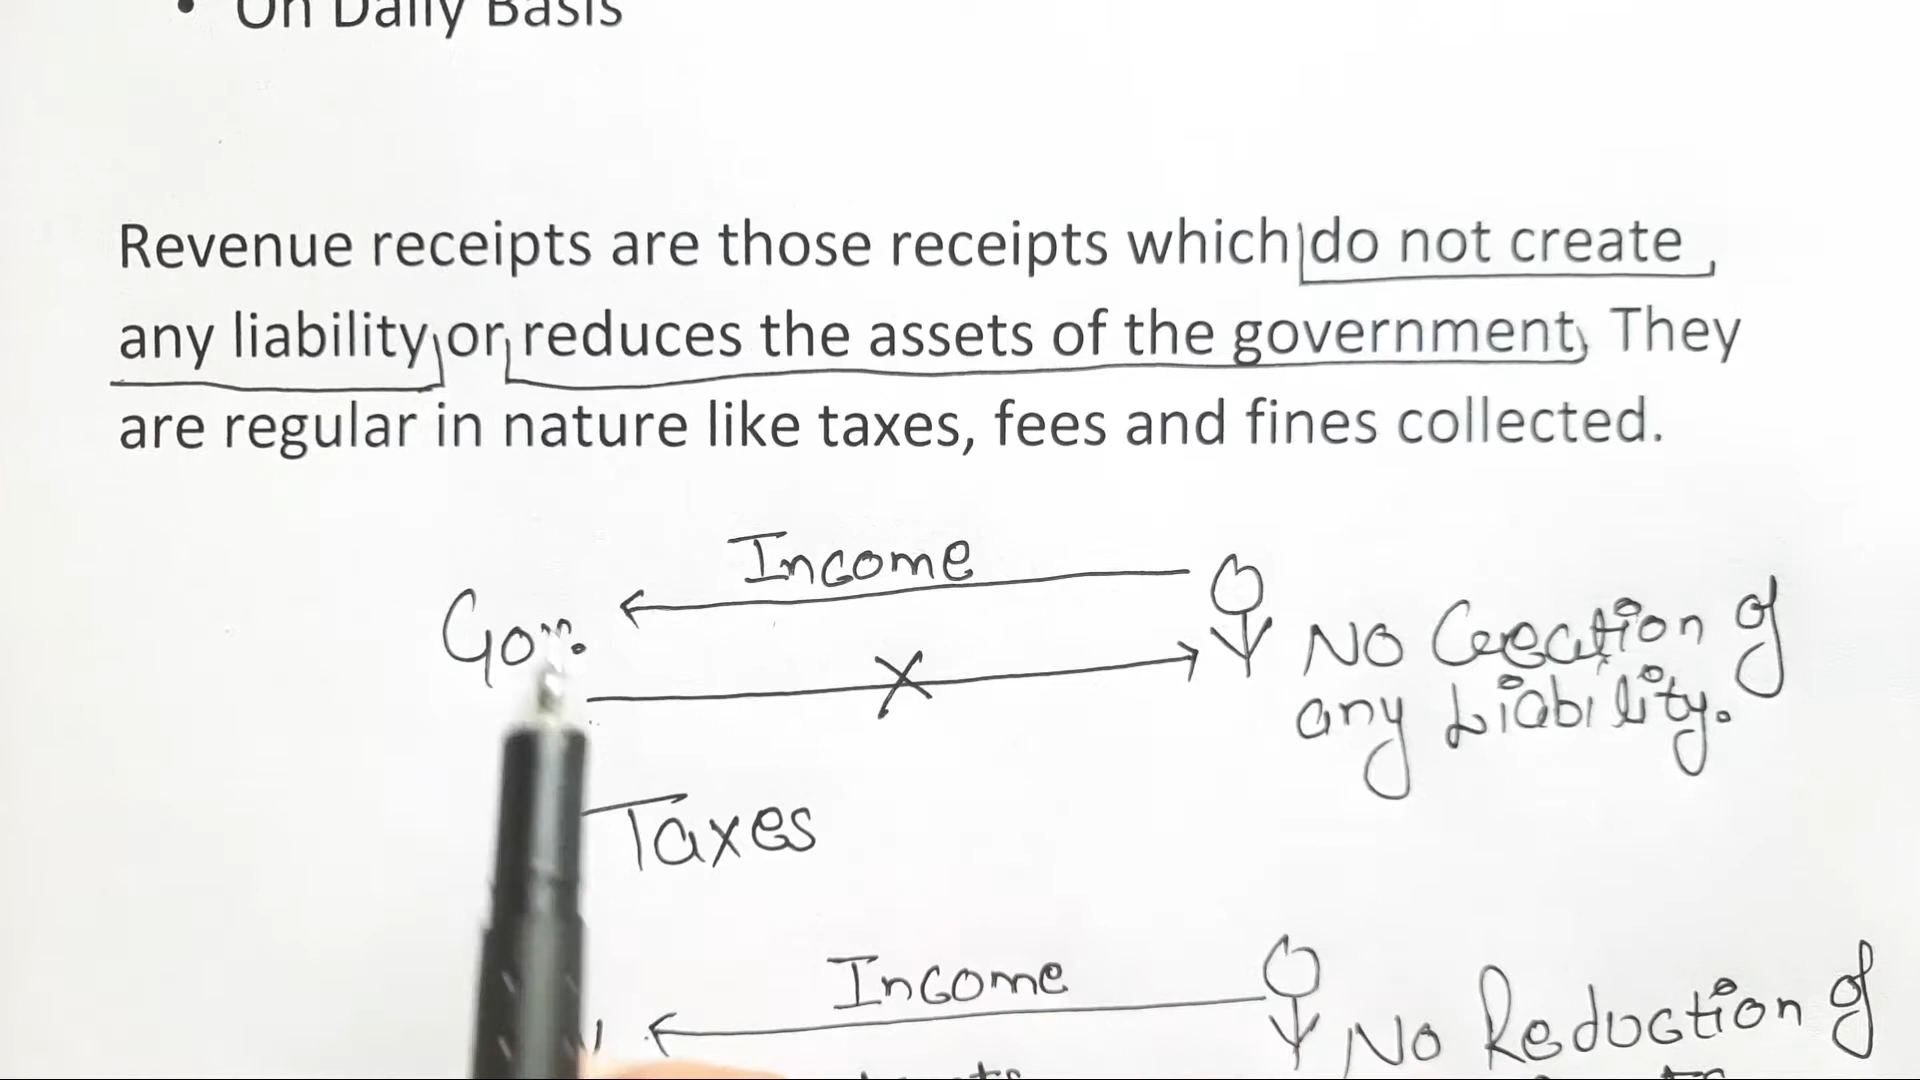 • On Daily Basis
Revenue receipts are those receipts which do not create
any liability or reduces the assets of the government. They
are regular in nature like taxes, fees and fines collected.
Income
No Creation of
any Liability.
Taxes
Income
No Reduction of